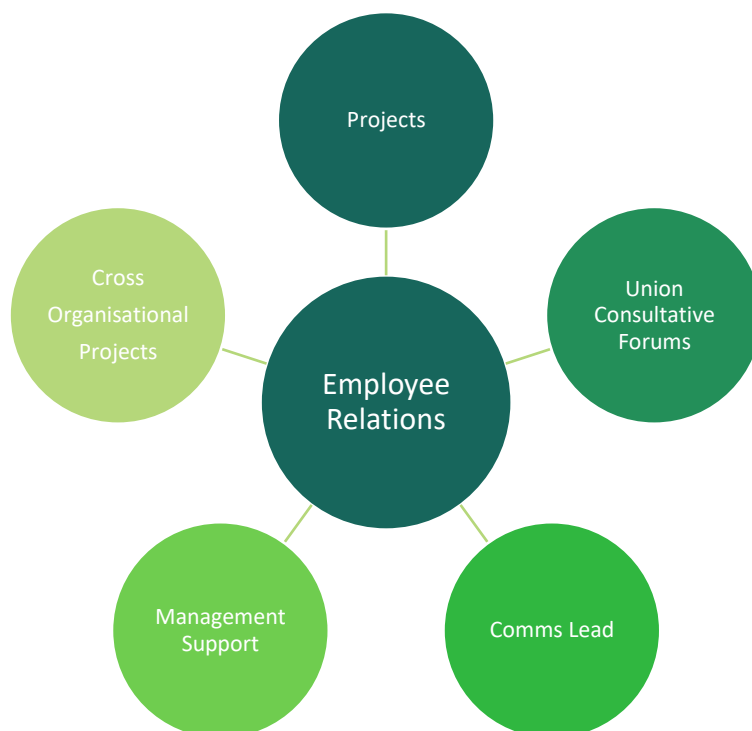 Projects
Cross
Organisational
Projects
Union
Consultative
Forums
Employee
Relations
Management
Support
Comms Lead